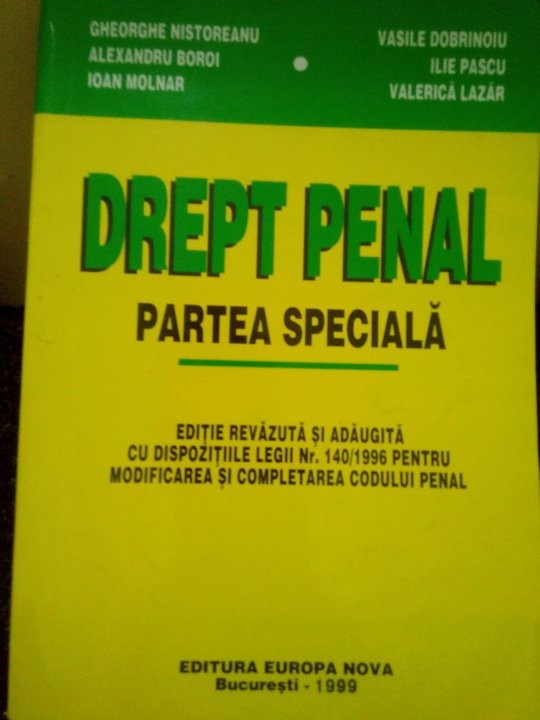 GHEORGHE NISTOREANU
ALEXANDRU BOROI
IOAN MOLNAR
VASILE DOBRINOIU
ILIE PASCU
VALERICĂ LAZĂR
DREPT PENAL
PARTEA SPECIALĂ
EDIȚIE REVĂZUTĂ ȘI ADĂUGITĂ
CU DISPOZIȚIILE LEGII Nr. 140/1996 PENTRU
MODIFICAREA ȘI COMPLETAREA CODULUI PENAL
EDITURA EUROPA NOVA
București - 1999